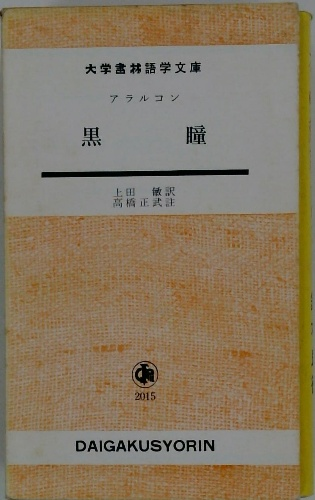 大学書林語学文庫
アラルコン
黒 瞳
上田 敏訳
高橋正武註
2015
DAIGAKUSYORIN